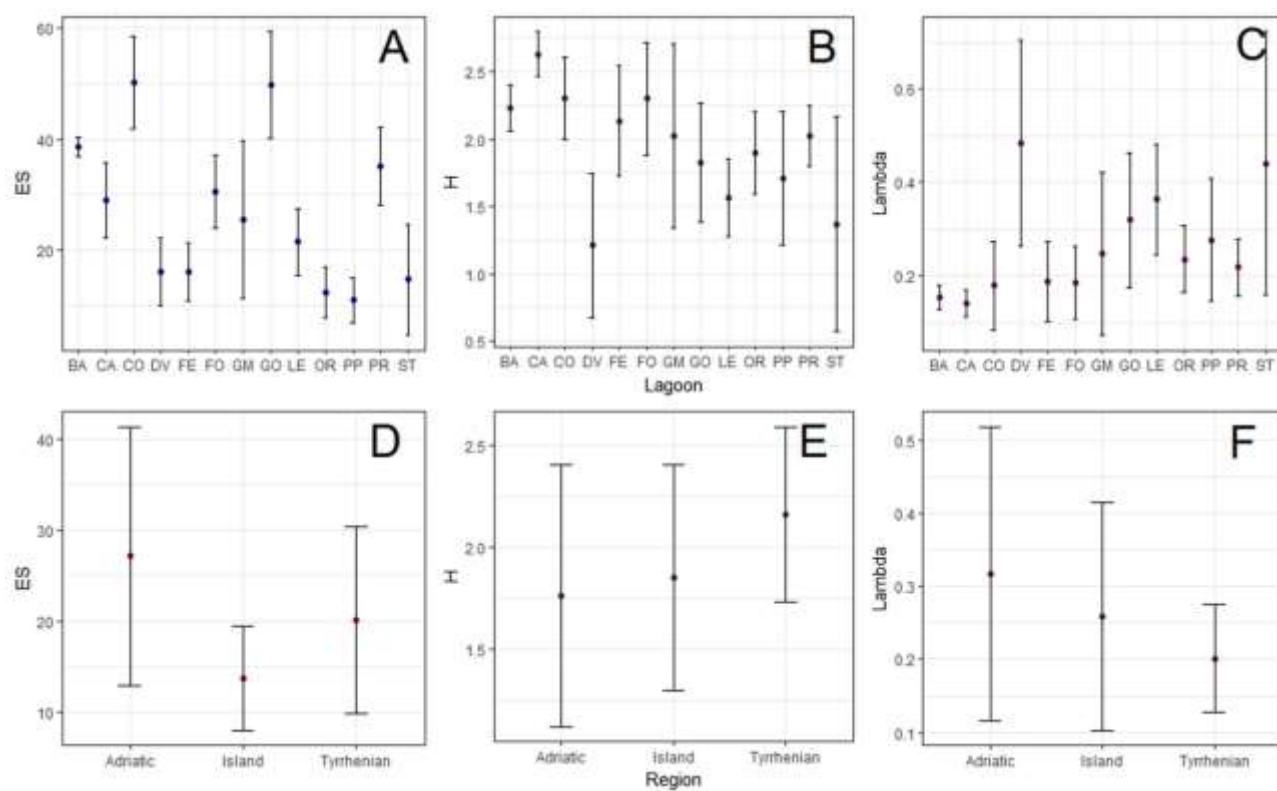 A
60
40
20
ES
BA CA CO DV FE FO GM GO LE OR PP PR ST
B
2.5
2.0
1.5
1.0
0.5
H
BA CA CO DV FE FO GM GO LE OR PP PR ST
Lagoon
C
0.4
0.2
Lambda
BA CA CO DV FE FO GM GO LE OR PP PR ST
D
40
30
20
10
ES
Adriatic Island Tyrrhenian
E
2.5
2.0
1.5
H
Adriatic Island Tyrrhenian
Region
F
0.5
0.4
0.3
0.2
0.1
Lambda
Adriatic Island Tyrrhenian